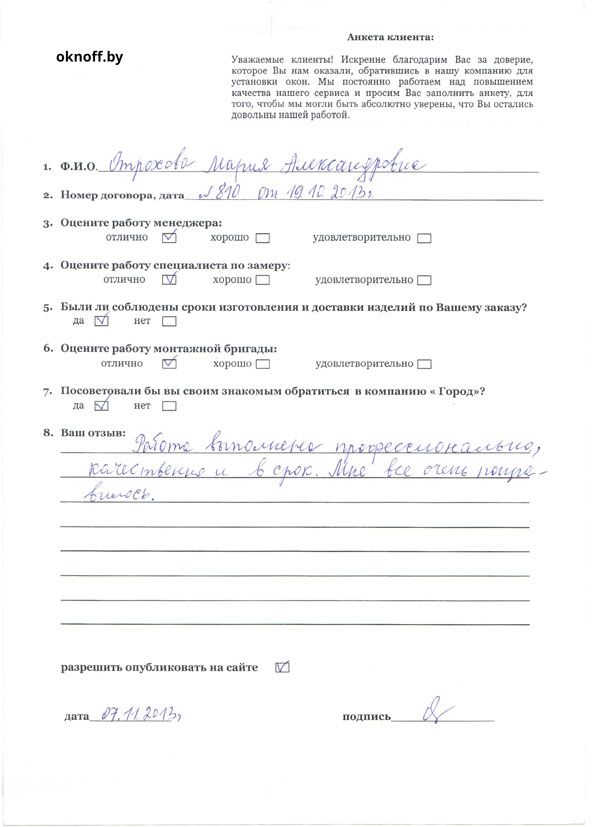 Анкета клиента:
oknoff.by
Уважаемые клиенты! Искренне благодарим Вас за доверие,
которое Вы нам оказали, обратившись в нашу компанию для
установки окон. Мы постоянно работаем над повышением
качества нашего сервиса и просим Вас заполнить анкету, для
того, чтобы мы могли быть абсолютно уверены, что Вы остались
довольны нашей работой.
1. Ф.И.О. Отрохова Мария Александровна
2. Номер договора, дата №810 от 19.10.2013г.
3. Оцените работу менеджера:
отлично хорошо удовлетворительно
4. Оцените работу специалиста по замеру:
отлично хорошо удовлетворительно
5. Были ли соблюдены сроки изготовления и доставки изделий по Вашему заказу?
да нет
6. Оцените работу монтажной бригады:
отлично хорошо удовлетворительно
7. Посоветовали бы вы своим знакомым обратиться в компанию « Город»?
да нет
8. Ваш отзыв: Работа выполнена профессионально,
качественно и в срок. Мне все очень понра-
вилось.
разрешить опубликовать на сайте
дата 07.11.2013г подпись